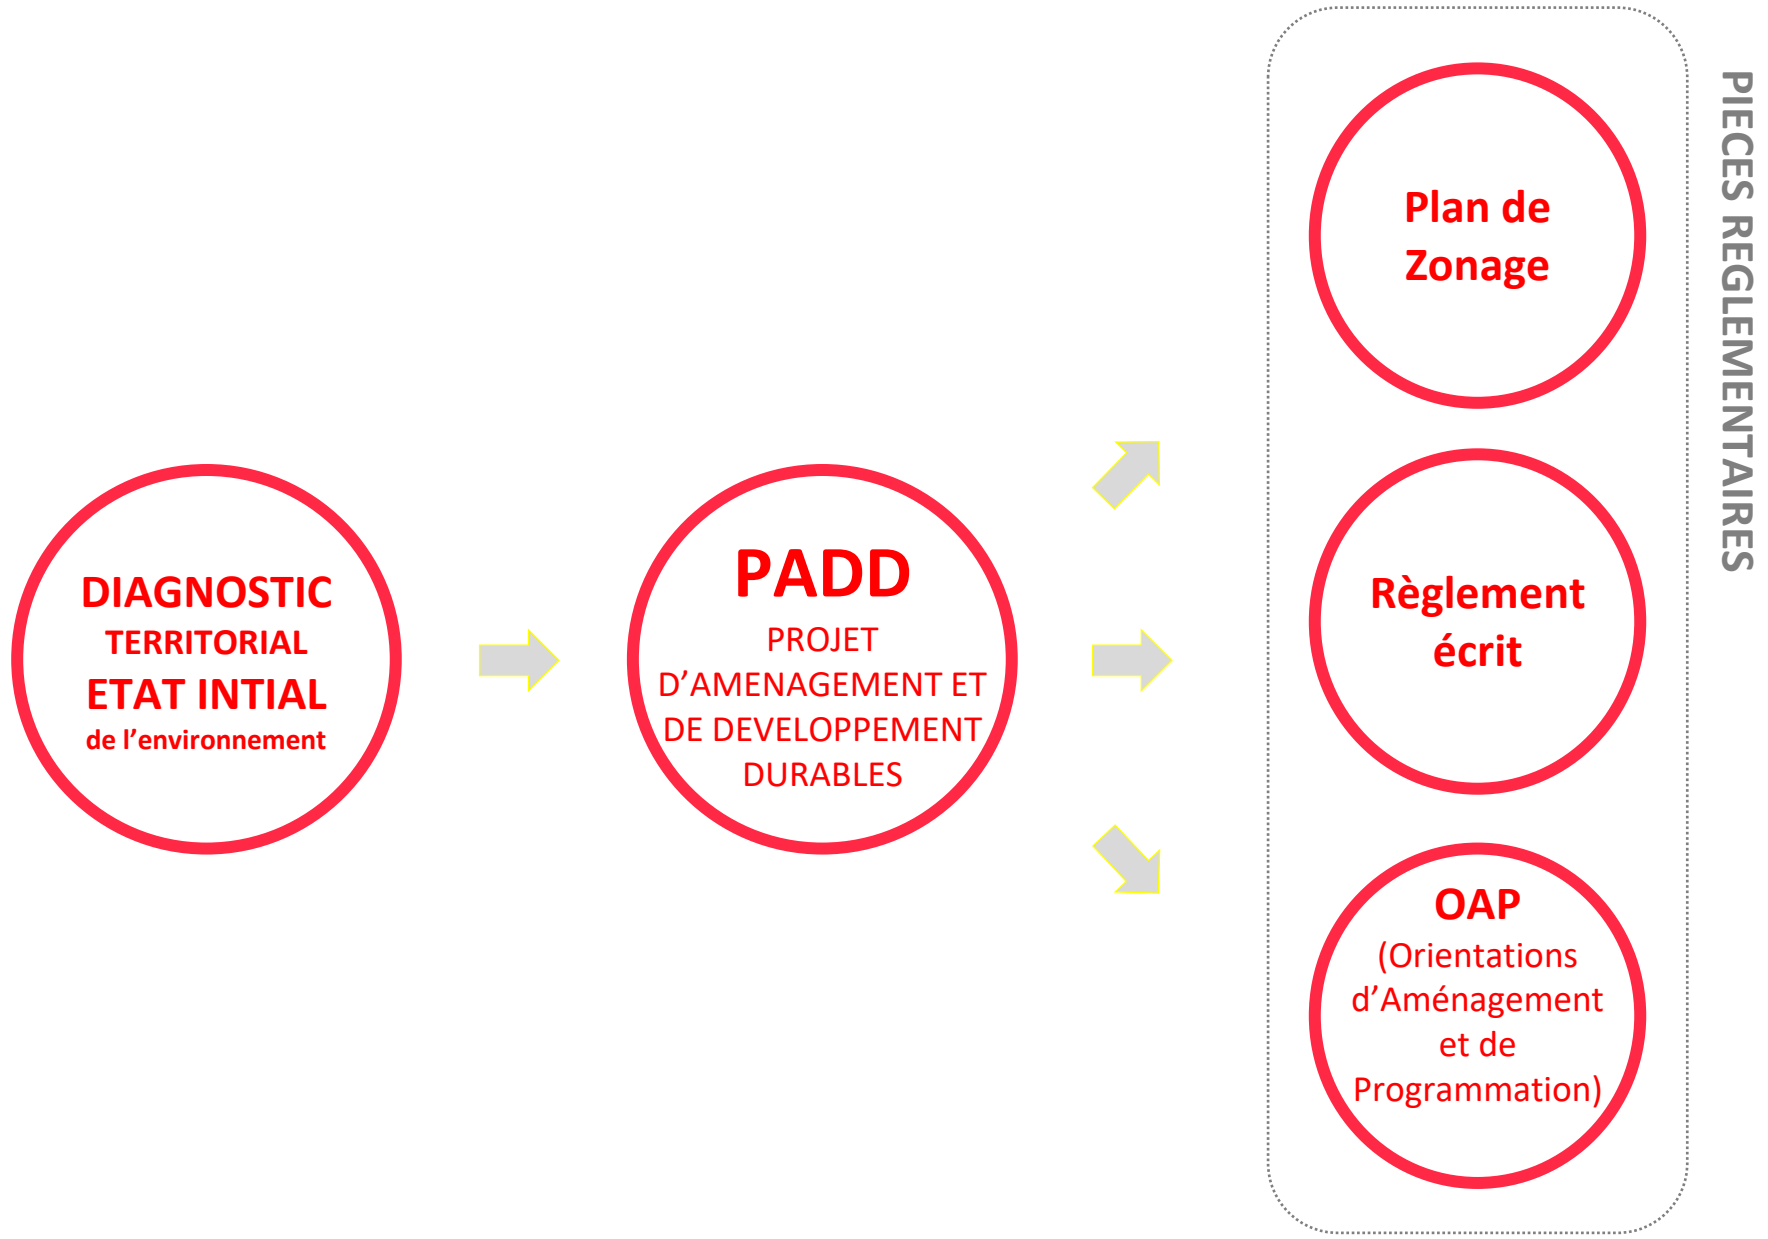 DIAGNOSTIC
TERRITORIAL
ETAT INTIAL
de l’environnement
PADD
PROJET
D’AMENAGEMENT ET
DE DEVELOPPEMENT
DURABLES
Plan de
Zonage
Règlement
écrit
OAP
(Orientations
d’Aménagement
et de
Programmation)
PIECES REGLEMENTAIRES